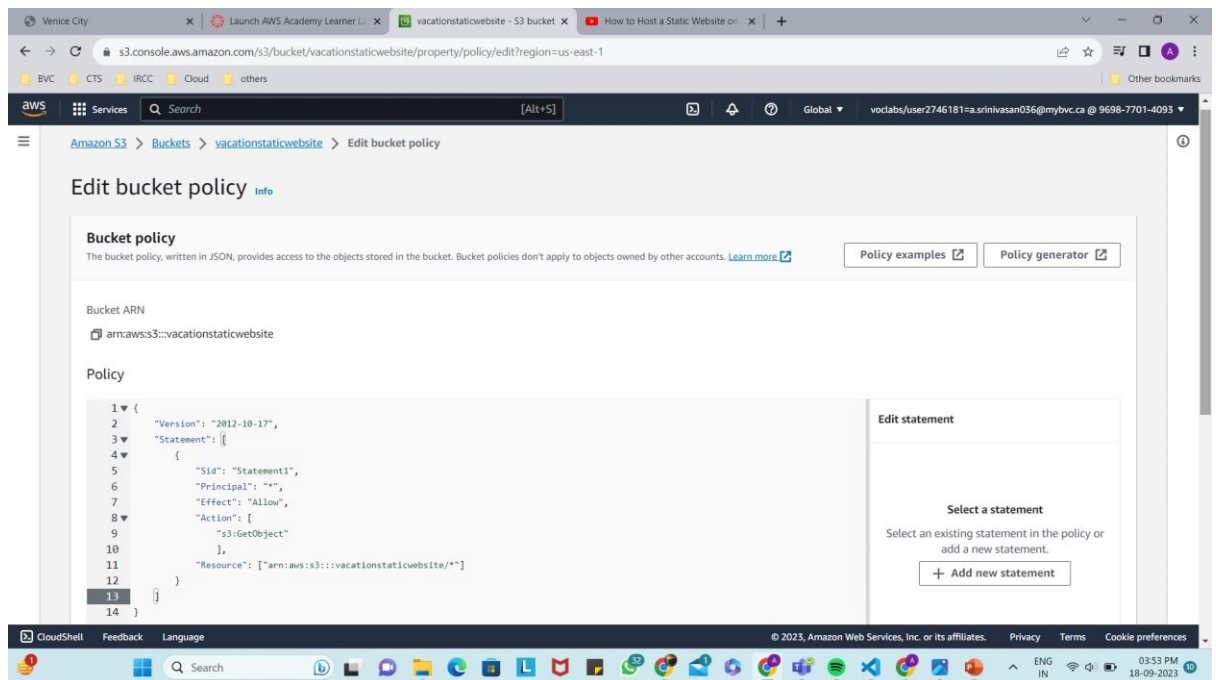 Venice City
Launch AWS Academy Learner La
vacationstaticwebsite - S3 bucket
How to Host a Static Website on
s3.console.aws.amazon.com/s3/bucket/vacationstaticwebsite/property/policy/edit?region=us-east-1
A
BVC CTS IRCC Cloud others Other bookmarks
aws Services Search [Alt+S] Global voclabs/user2746181=a.srinivasan036@mybvc.ca @ 9698-7701-4093
Amazon S3 > Buckets > vacationstaticwebsite > Edit bucket policy
Edit bucket policy Info
Bucket policy
The bucket policy, written in JSON, provides access to the objects stored in the bucket. Bucket policies don't apply to objects owned by other accounts. Learn more
Policy examples
Policy generator
Bucket ARN
arn:aws:s3:::vacationstaticwebsite
Policy
1 {
2 "Version": "2012-10-17",
3 "Statement": [
4 {
5 "Sid": "Statement1",
6 "Principal": "*",
7 "Effect": "Allow",
8 "Action": [
9 "s3:GetObject"
10 ],
11 "Resource": ["arn:aws:s3:::vacationstaticwebsite/*"]
12 }
13 ]
14 }
Edit statement
Select a statement
Select an existing statement in the policy or
add a new statement.
+ Add new statement
CloudShell Feedback Language © 2023, Amazon Web Services, Inc. or its affiliates. Privacy Terms Cookie preferences
1 Search 32 1 ENG 03:53 PM 10
IN 18-09-2023